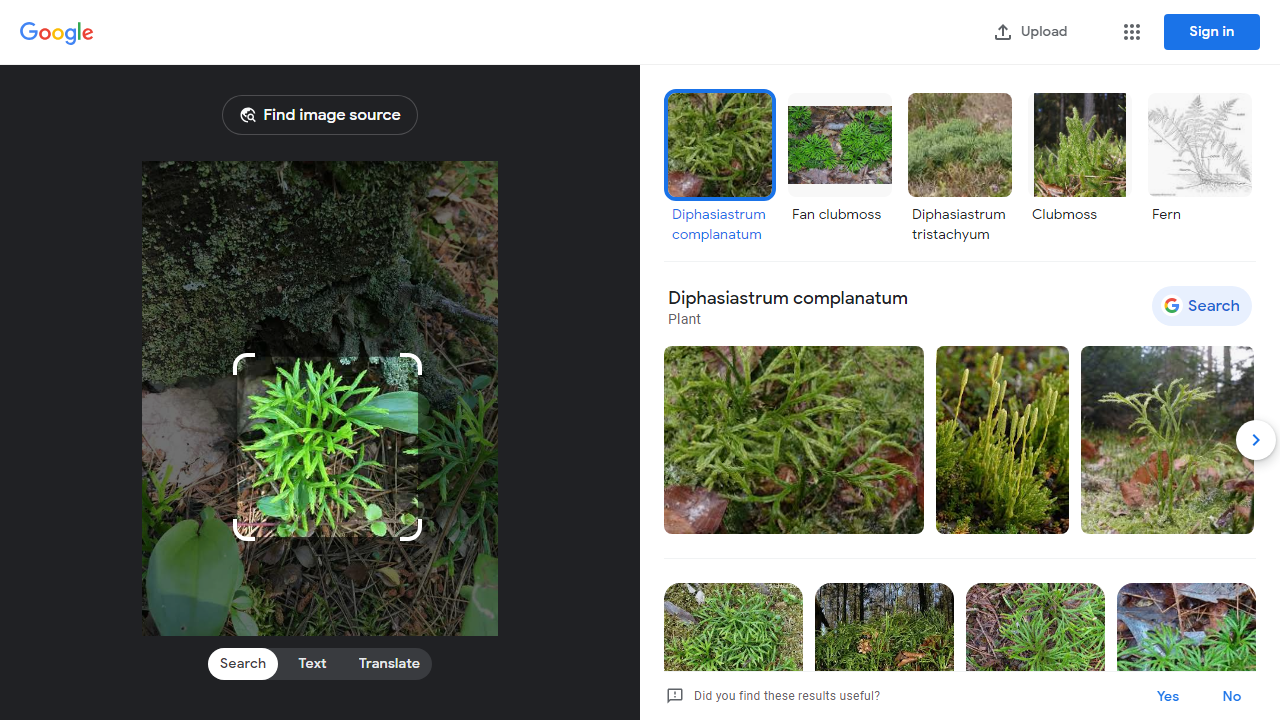 Google
Upload
Sign in
Find image source
Search
Text
Translate
Diphasiastrum
complanatum
Fan clubmoss
Diphasiastrum
tristachyum
Clubmoss
Fern
Diphasiastrum complanatum
Plant
Search
Did you find these results useful?
Yes
No